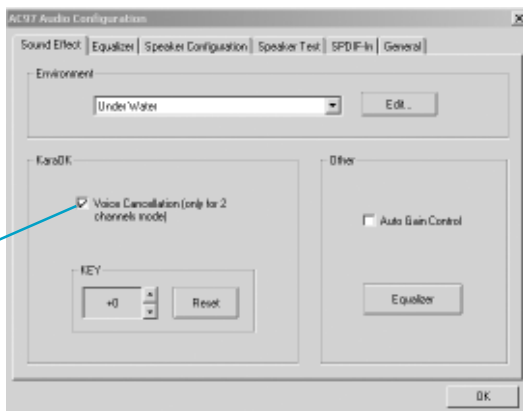 AC97 Audio Configuration
Sound Effect Equalizer Speaker Configuration Speaker Test SPDIF-In General
Environment
Under Water
Edit..
KaraOK
Voice Cancellation (only for 2
channels mode)
KEY
+0
Reset
Other
Auto Gain Control
Equalizer
OK